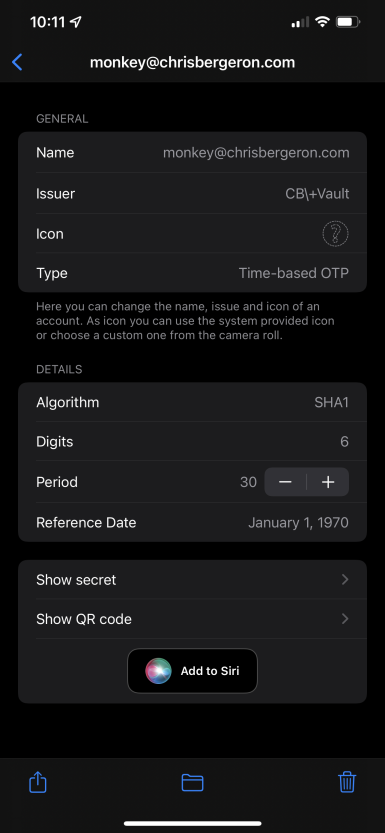 10:11
monkey@chrisbergeron.com
GENERAL
Name monkey@chrisbergeron.com
Issuer CB\+Vault
Icon ?
Type Time-based OTP
Here you can change the name, issue and icon of an
account. As icon you can use the system provided icon
or choose a custom one from the camera roll.
DETAILS
Algorithm SHA1
Digits 6
Period 30 − +
Reference Date January 1, 1970
Show secret
Show QR code
Add to Siri